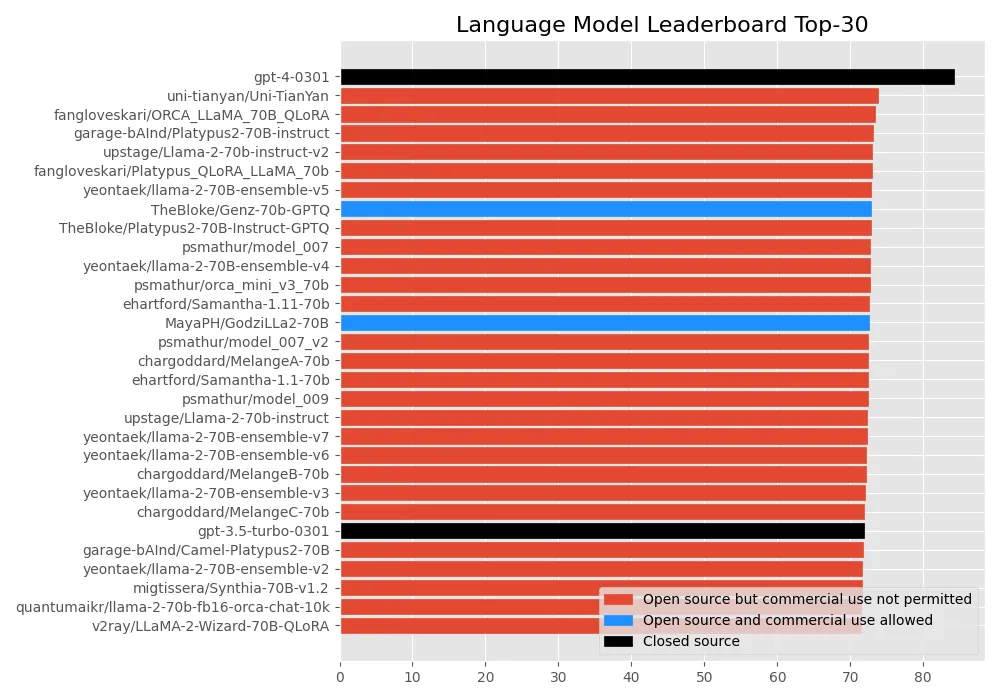 Language Model Leaderboard Top-30
gpt-4-0301
uni-tianyan/Uni-TianYan
fangloveskari/ORCA_LLaMA_70B_QLoRA
garage-bAInd/Platypus2-70B-instruct
upstage/Llama-2-70b-instruct-v2
fangloveskari/Platypus_QLoRA_LLaMA_70b
yeontaek/llama-2-70B-ensemble-v5
TheBloke/Genz-70b-GPTQ
TheBloke/Platypus2-70B-Instruct-GPTQ
psmathur/model_007
yeontaek/llama-2-70B-ensemble-v4
psmathur/orca_mini_v3_70b
ehartford/Samantha-1.11-70b
MayaPH/GodziLLa2-70B
psmathur/model_007_v2
chargoddard/MelangeA-70b
ehartford/Samantha-1.1-70b
psmathur/model_009
upstage/Llama-2-70b-instruct
yeontaek/llama-2-70B-ensemble-v7
yeontaek/llama-2-70B-ensemble-v6
chargoddard/MelangeB-70b
yeontaek/llama-2-70B-ensemble-v3
chargoddard/MelangeC-70b
gpt-3.5-turbo-0301
garage-bAInd/Camel-Platypus2-70B
yeontaek/llama-2-70B-ensemble-v2
migtissera/Synthia-70B-v1.2
quantumaikr/llama-2-70b-fb16-orca-chat-10k
v2ray/LLaMA-2-Wizard-70B-QLoRA
Open source but commercial use not permitted
Open source and commercial use allowed
Closed source
0 10 20 30 40 50 60 70 80